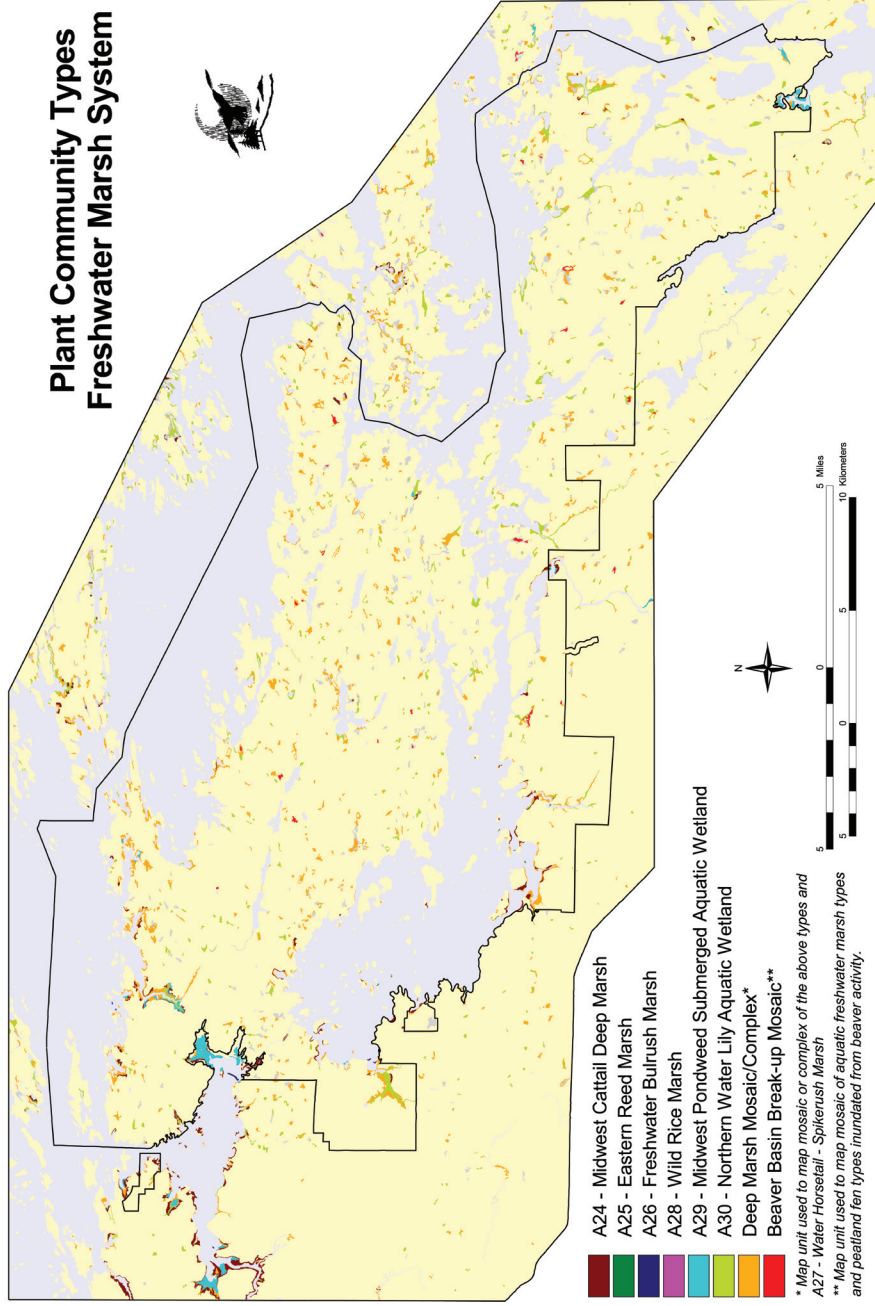 Plant Community Types
Freshwater Marsh System
A24 - Midwest Cattail Deep Marsh
A25 - Eastern Reed Marsh
A26 - Freshwater Bulrush Marsh
A28 - Wild Rice Marsh
A29 - Midwest Pondweed Submerged Aquatic Wetland
A30 - Northern Water Lily Aquatic Wetland
Deep Marsh Mosaic/Complex*
Beaver Basin Break-up Mosaic**
* Map unit used to map mosaic or complex of the above types and
A27 - Water Horsetail - Spikerush Marsh
** Map unit used to map mosaic of aquatic freshwater marsh types
and peatland fen types inundated from beaver activity.
N
5 0 5 Miles
5 0 5 10 Kilometers